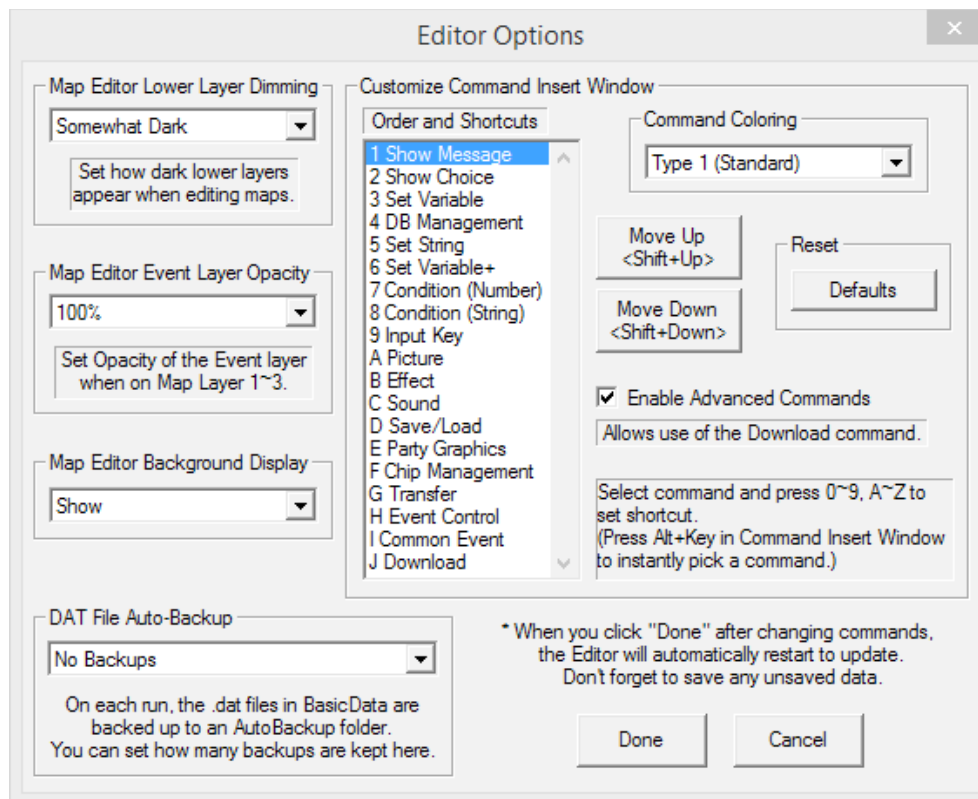 Editor Options
Map Editor Lower Layer Dimming
Somewhat Dark
Set how dark lower layers
appear when editing maps.
Map Editor Event Layer Opacity
100%
Set Opacity of the Event layer
when on Map Layer 1~3.
Map Editor Background Display
Show
DAT File Auto-Backup
No Backups
On each run, the .dat files in BasicData are
backed up to an AutoBackup folder.
You can set how many backups are kept here.
Customize Command Insert Window
Order and Shortcuts
1 Show Message
2 Show Choice
3 Set Variable
4 DB Management
5 Set String
6 Set Variable+
7 Condition (Number)
8 Condition (String)
9 Input Key
A Picture
B Effect
C Sound
D Save/Load
E Party Graphics
F Chip Management
G Transfer
H Event Control
I Common Event
J Download
Command Coloring
Type 1 (Standard)
Move Up
<Shift+Up>
Move Down
<Shift+Down>
Reset
Defaults
Enable Advanced Commands
Allows use of the Download command.
Select command and press 0~9, A~Z to
set shortcut.
(Press Alt+Key in Command Insert Window
to instantly pick a command.)
* When you click "Done" after changing commands,
the Editor will automatically restart to update.
Don't forget to save any unsaved data.
Done
Cancel